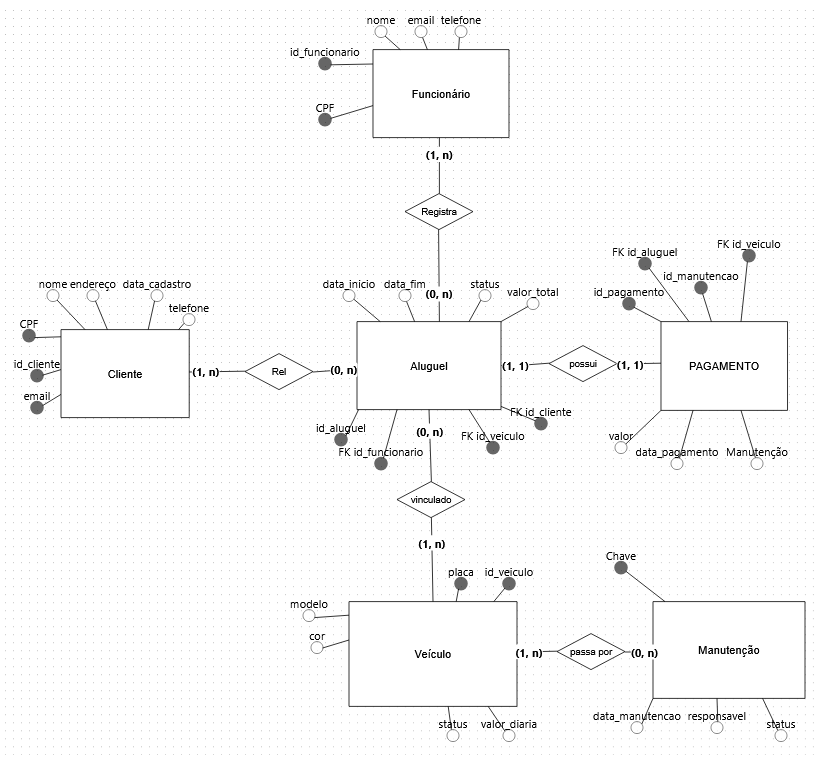 nome email telefone
id_funcionario
CPF
Funcionário
(1, n)
Registra
(0, n)
nome endereço data_cadastro
telefone
CPF
id_cliente
email
Cliente
(1, n)
Rel
(0, n)
data_inicio data_fim status valor_total
Aluguel
id_aluguel
FK id_funcionario
FK id_veiculo
FK id_cliente
(1, 1)
possui
(1, 1)
FK id_aluguel
FK id_veiculo
id_manutencao
id_pagamento
PAGAMENTO
valor
data_pagamento
Manutenção
(0, n)
vinculado
(1, n)
placa id_veiculo
modelo
cor
Veículo
status valor_diaria
(1, n)
passa por
(0, n)
Chave
Manutenção
data_manutencao responsavel status